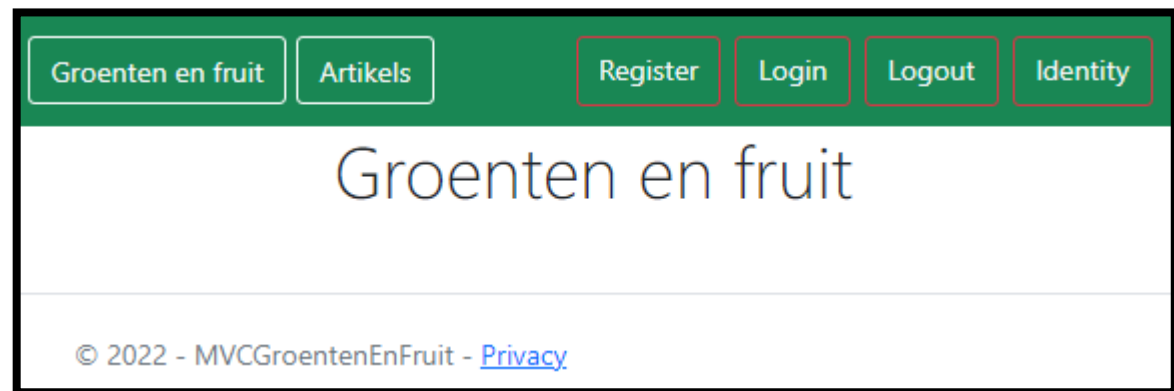 Groenten en fruit Artikels Register Login Logout Identity
Groenten en fruit
© 2022 - MVCGroentenEnFruit - Privacy